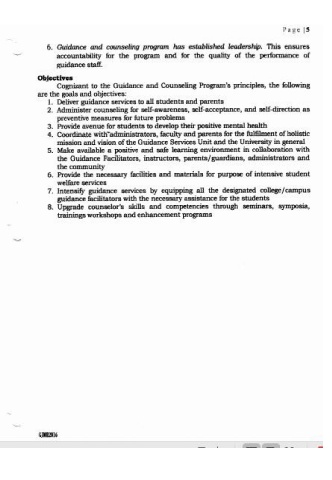 Page | 5
6. Guidance and counseling program has established leadership. This ensures
accountability for the program and for the quality of the performance of
guidance staff.
Objectives
Cognizant to the Guidance and Counseling Program's principles, the following
are the goals and objectives:
1. Deliver guidance services to all students and parents
2. Administer counseling for self-awareness, self-acceptance, and self-direction as
preventive measures for future problems
3. Provide avenue for students to develop their positive mental health
4. Coordinate with administrators, faculty and parents for the fulfilment of holistic
mission and vision of the Guidance Services Unit and the University in general
5. Make available a positive and safe learning environment in collaboration with
the Guidance Facilitators, instructors, parents/guardians, administrators and
the community
6. Provide the necessary facilities and materials for purpose of intensive student
welfare services
7. Intensify guidance services by equipping all the designated college/campus
guidance facilitators with the necessary assistance for the students
8. Upgrade counselor's skills and competencies through seminars, symposia,
trainings workshops and enhancement programs